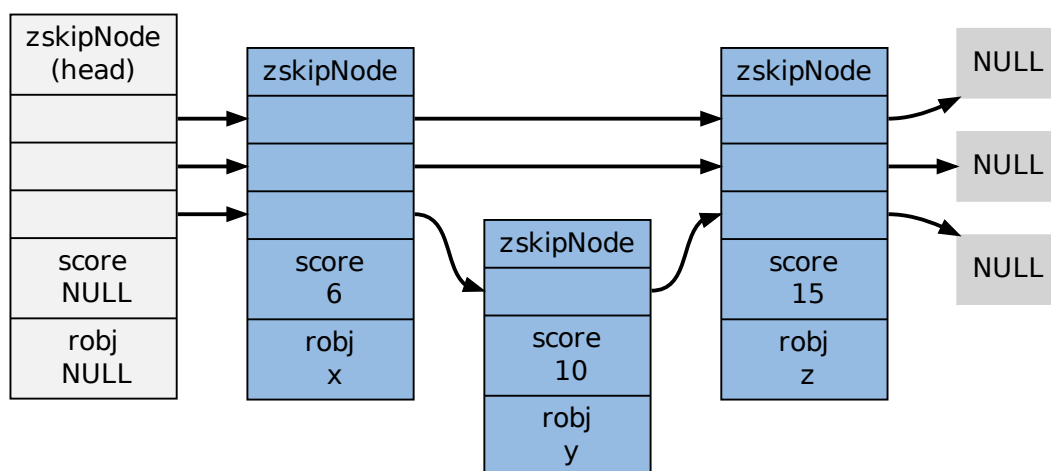 zskipNode
(head)
score
NULL
robj
NULL
zskipNode
score
6
robj
x
zskipNode
score
10
robj
y
zskipNode
score
15
robj
z
NULL
NULL
NULL